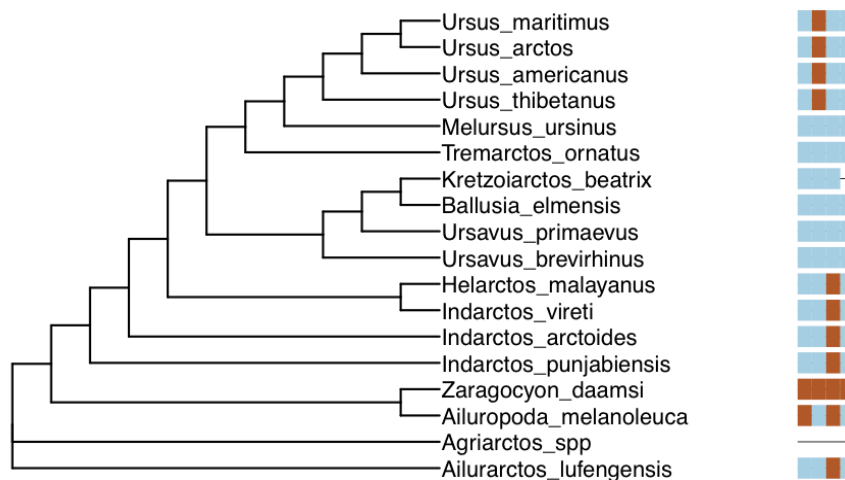 Ursus_maritimus
Ursus_arctos
Ursus_americanus
Ursus_thibetanus
Melursus_ursinus
Tremarctos_ornatus
Kretzoiarctos_beatrix
Ballusia_elmensis
Ursavus_primaevus
Ursavus_brevirhinus
Helarctos_malayanus
Indarctos_vireti
Indarctos_arctoides
Indarctos_punjabiensis
Zaragocyon_daamsi
Ailuropoda_melanoleuca
Agriarctos_spp
Ailurarctos_lufengensis